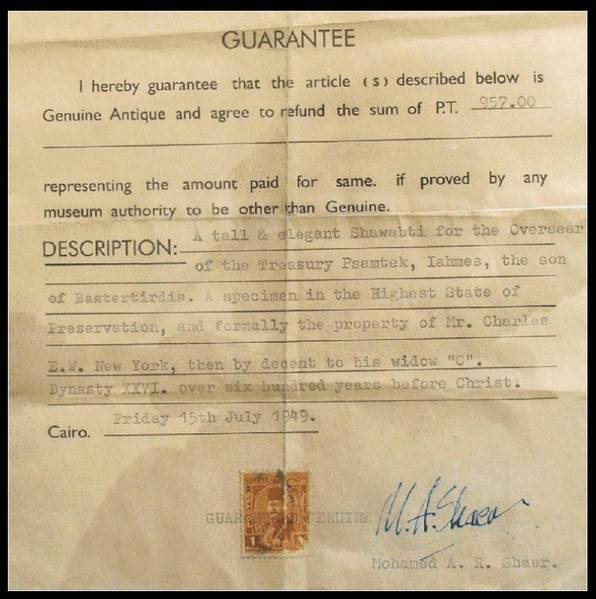 GUARANTEE
I hereby guarantee that the article (s) described below is
Genuine Antique and agree to refund the sum of P.T. 957.00
representing the amount paid for same. if proved by any
museum authority to be other than Genuine.
DESCRIPTION: A tall & elegant Shawabti for the Overseer
of the Treasury Psamtek, Iahmes, the son
of Bastertirdis. A specimen in the Highest State of
Preservation, and formally the property of Mr. Charles
E.W. New York, then by decent to his widow "C".
Dynasty XXVI. over six hundred years before Christ.
Cairo. Friday 15th July 1949.
GUARANTEED GENUINE
M. A. Shaer
Mohamed A. R. Shaer.